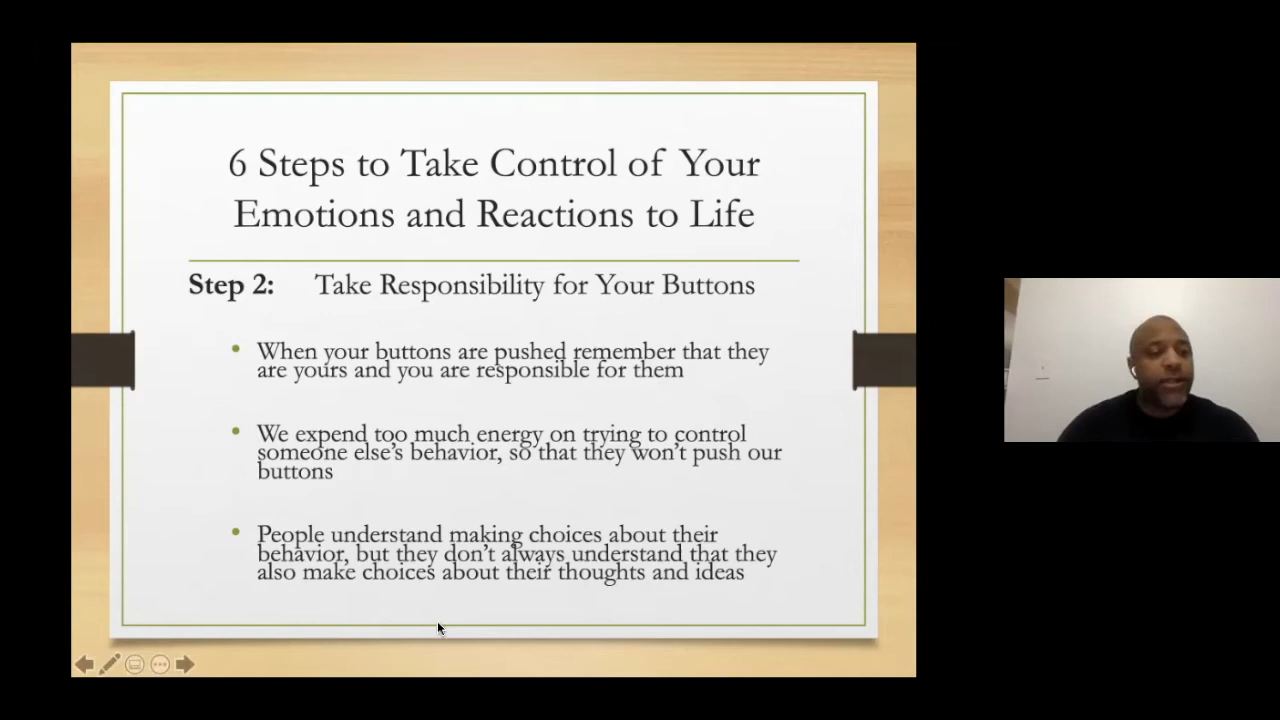 6 Steps to Take Control of Your
Emotions and Reactions to Life
Step 2: Take Responsibility for Your Buttons
• When your buttons are pushed remember that they
are yours and you are responsible for them
• We expend too much energy on trying to control
someone else’s behavior, so that they won’t push our
buttons
• People understand making choices about their
behavior, but they don’t always understand that they
also make choices about their thoughts and ideas